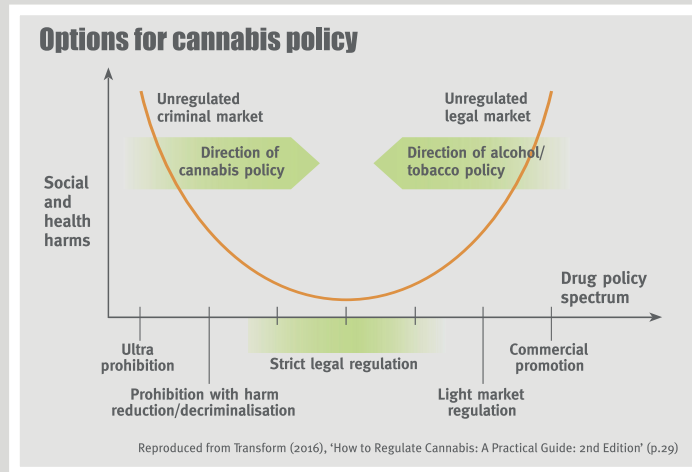 Options for cannabis policy
Unregulated
criminal market
Unregulated
legal market
Direction of
cannabis policy
Direction of alcohol/
tobacco policy
Social
and
health
harms
Drug policy
spectrum
Ultra
prohibition
Strict legal regulation
Commercial
promotion
Prohibition with harm
reduction/decriminalisation
Light market
regulation
Reproduced from Transform (2016), ‘How to Regulate Cannabis: A Practical Guide: 2nd Edition’ (p.29)